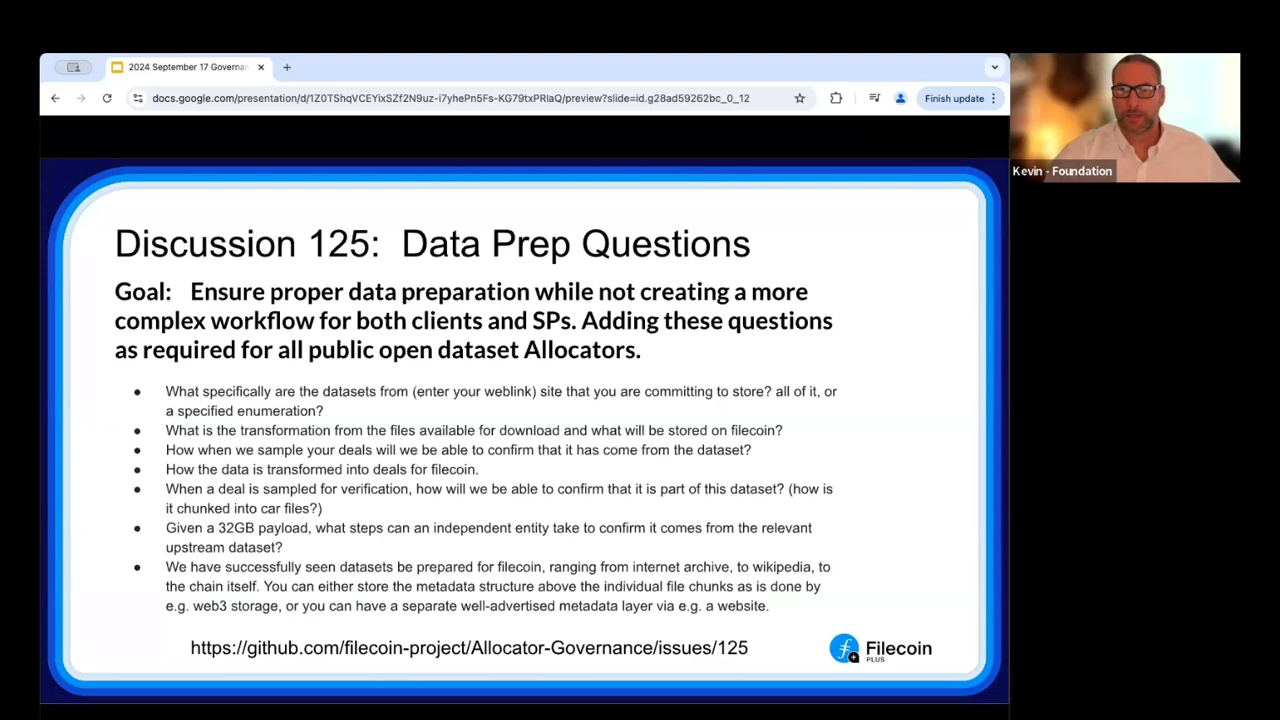 2024 September 17 Governa
docs.google.com/presentation/d/1Z0TShqVCEYixSZf2N9uz-i7yhePn5Fs-KG79txPRlaQ/preview?slide=id.g28ad59262bc_0_12
Finish update
Kevin - Foundation
Discussion 125: Data Prep Questions
Goal: Ensure proper data preparation while not creating a more
complex workflow for both clients and SPs. Adding these questions
as required for all public open dataset Allocators.
● What specifically are the datasets from (enter your weblink) site that you are committing to store? all of it, or
a specified enumeration?
● What is the transformation from the files available for download and what will be stored on filecoin?
● How when we sample your deals will we be able to confirm that it has come from the dataset?
● How the data is transformed into deals for filecoin.
● When a deal is sampled for verification, how will we be able to confirm that it is part of this dataset? (how is
it chunked into car files?)
● Given a 32GB payload, what steps can an independent entity take to confirm it comes from the relevant
upstream dataset?
● We have successfully seen datasets be prepared for filecoin, ranging from internet archive, to wikipedia, to
the chain itself. You can either store the metadata structure above the individual file chunks as is done by
e.g. web3 storage, or you can have a separate well-advertised metadata layer via e.g. a website.
https://github.com/filecoin-project/Allocator-Governance/issues/125
Filecoin
PLUS